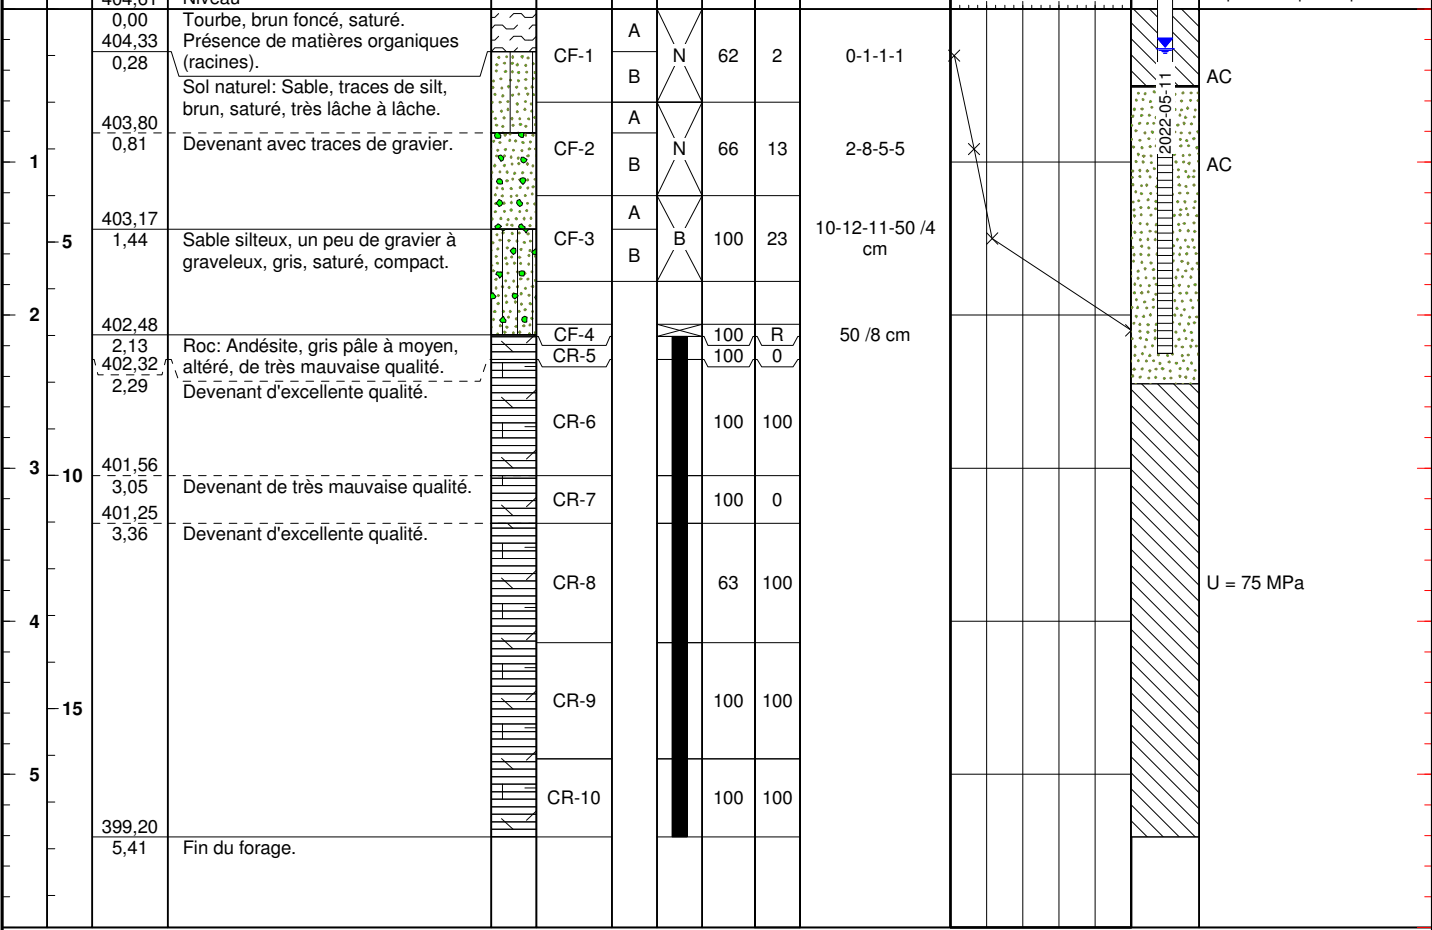 404,61 Niveau
0,00 Tourbe, brun foncé, saturé.
404,33 Présence de matières organiques
0,28 (racines).
Sol naturel: Sable, traces de silt,
brun, saturé, très lâche à lâche.
403,80
0,81 Devenant avec traces de gravier.
403,17
1,44 Sable silteux, un peu de gravier à
graveleux, gris, saturé, compact.
402,48
2,13 Roc: Andésite, gris pâle à moyen,
402,32 altéré, de très mauvaise qualité.
2,29 Devenant d'excellente qualité.
401,56
3,05 Devenant de très mauvaise qualité.
401,25
3,36 Devenant d'excellente qualité.
399,20
5,41 Fin du forage.
1
2
3
4
5
5
10
15
CF-1 A B N 62 2 0-1-1-1
CF-2 A B N 66 13 2-8-5-5
CF-3 A B B 100 23 10-12-11-50 /4
cm
CF-4 100 R 50 /8 cm
CR-5 100 0
CR-6 100 100
CR-7 100 0
CR-8 63 100
CR-9 100 100
CR-10 100 100
2022-05-11
AC
AC
U = 75 MPa